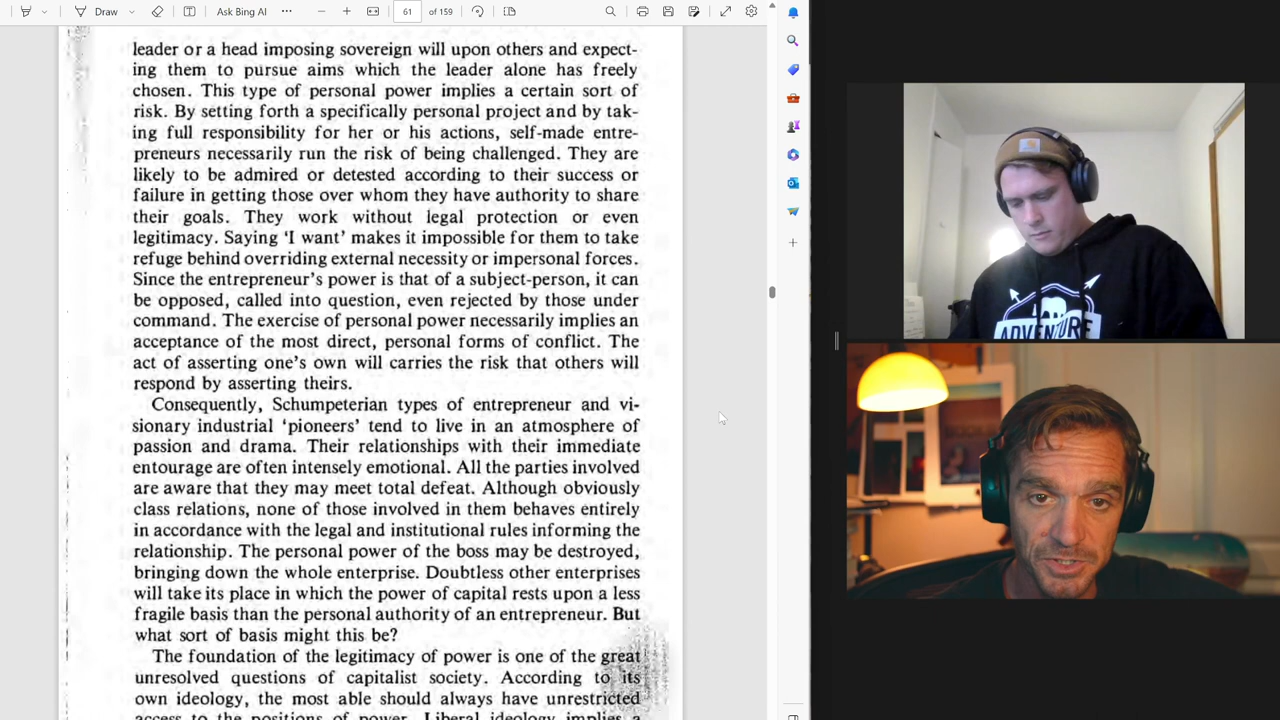 Draw
Ask Bing AI
61
of 159
leader or a head imposing sovereign will upon others and expect-
ing them to pursue aims which the leader alone has freely
chosen. This type of personal power implies a certain sort of
risk. By setting forth a specifically personal project and by tak-
ing full responsibility for her or his actions, self-made entre-
preneurs necessarily run the risk of being challenged. They are
likely to be admired or detested according to their success or
failure in getting those over whom they have authority to share
their goals. They work without legal protection or even
legitimacy. Saying ‘I want’ makes it impossible for them to take
refuge behind overriding external necessity or impersonal forces.
Since the entrepreneur’s power is that of a subject-person, it can
be opposed, called into question, even rejected by those under
command. The exercise of personal power necessarily implies an
acceptance of the most direct, personal forms of conflict. The
act of asserting one’s own will carries the risk that others will
respond by asserting theirs.
Consequently, Schumpeterian types of entrepreneur and vi-
sionary industrial ‘pioneers’ tend to live in an atmosphere of
passion and drama. Their relationships with their immediate
entourage are often intensely emotional. All the parties involved
are aware that they may meet total defeat. Although obviously
class relations, none of those involved in them behaves entirely
in accordance with the legal and institutional rules informing the
relationship. The personal power of the boss may be destroyed,
bringing down the whole enterprise. Doubtless other enterprises
will take its place in which the power of capital rests upon a less
fragile basis than the personal authority of an entrepreneur. But
what sort of basis might this be?
The foundation of the legitimacy of power is one of the great
unresolved questions of capitalist society. According to its
own ideology, the most able should always have unrestricted
access to the positions of power. Liberal ideology implies a
ADVENTURE